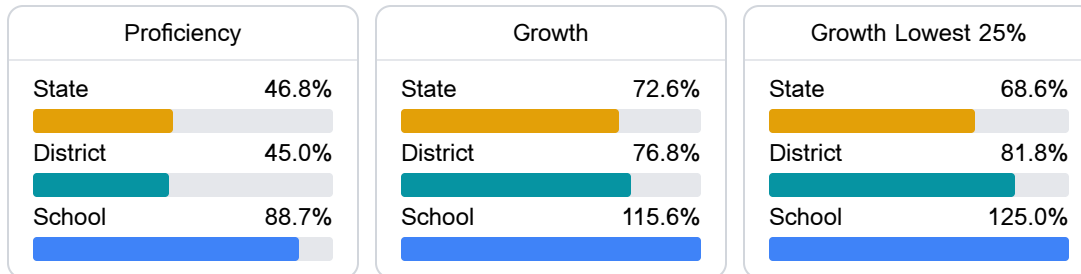 Proficiency
State 46.8%
District 45.0%
School 88.7%
Growth
State 72.6%
District 76.8%
School 115.6%
Growth Lowest 25%
State 68.6%
District 81.8%
School 125.0%